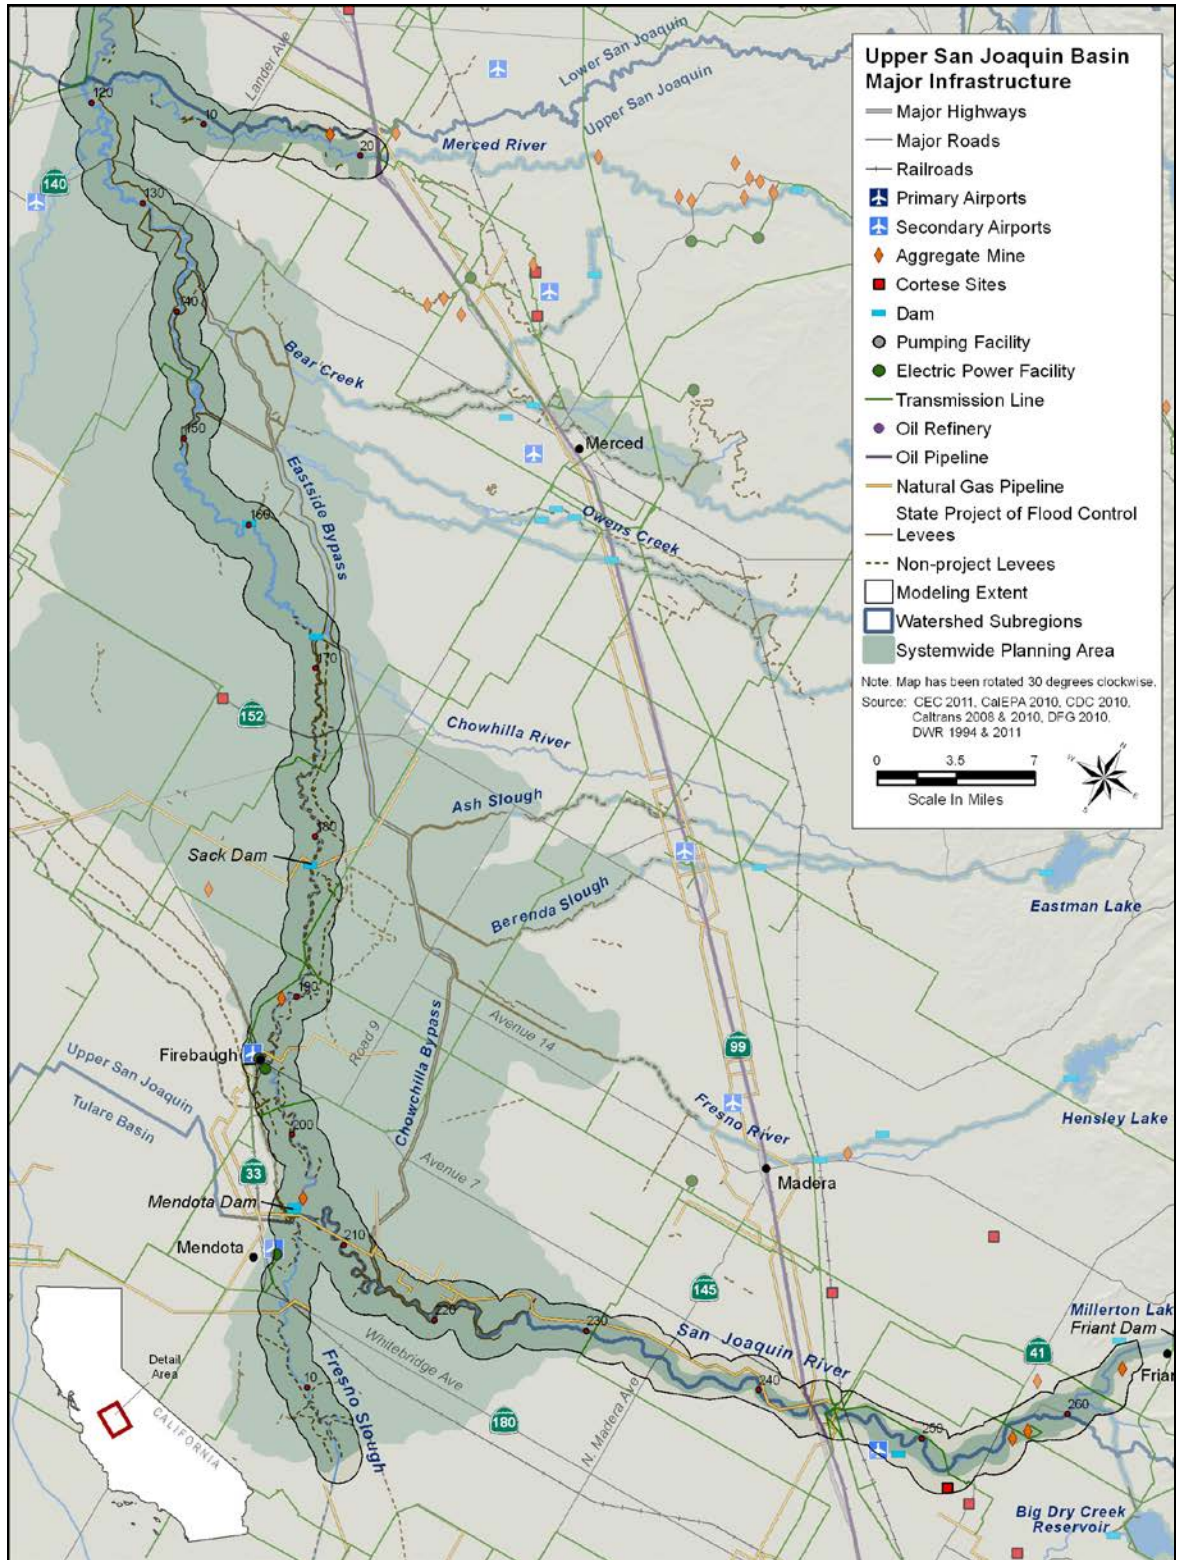 Upper San Joaquin Basin
Major Infrastructure
Major Highways
Major Roads
Railroads
Primary Airports
Secondary Airports
Aggregate Mine
Cortese Sites
Dam
Pumping Facility
Electric Power Facility
Transmission Line
Oil Refinery
Oil Pipeline
Natural Gas Pipeline
State Project of Flood Control
Levees
Non-project Levees
Modeling Extent
Watershed Subregions
Systemwide Planning Area
Note: Map has been rotated 30 degrees clockwise.
Source: CEC 2011, CalEPA 2010, CDC 2010,
Caltrans 2008 & 2010, DFG 2010,
DWR 1994 & 2011
0 3.5 7
Scale In Miles
N
E
S
W
Lander Ave
Lower San Joaquin
Upper San Joaquin
120
10
Merced River
20
140
130
140
Bear Creek
150
Merced
Eastside Bypass
160
Owens Creek
170
152
Chowhilla River
Ash Slough
180
Sack Dam
Berenda Slough
Eastman Lake
190
Avenue 14
Road 9
Chowchilla Bypass
99
Firebaugh
Upper San Joaquin
Tulare Basin
Fresno River
Hensley Lake
200
Avenue 7
33
Madera
Mendota Dam
210
Mendota
145
220
230
San Joaquin River
Millerton Lak
Friant Dam
41
Friar
Whitebridge Ave
Detail
Area
CALIFORNIA
10
Fresno Slough
180
N. Madera Ave
240
250
260
Big Dry Creek
Reservoir